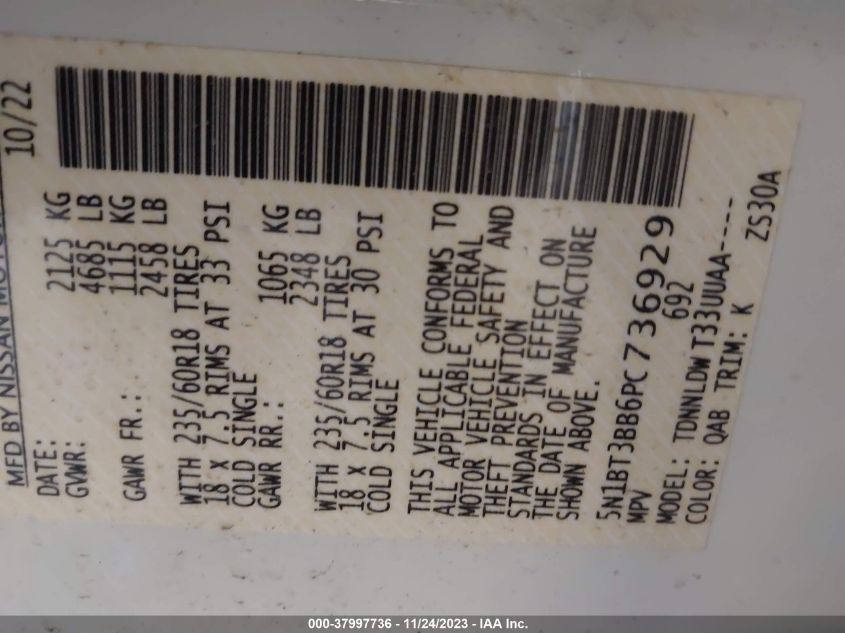 MFD BY NISSAN MOTOR
DATE: 10/22
GVWR: 2125 KG
4685 LB
GAWR FR.: 1115 KG
2458 LB
WITH 235/60R18 TIRES
18 X 7.5 RIMS AT 33 PSI
COLD SINGLE
GAWR RR.: 1065 KG
2348 LB
WITH 235/60R18 TIRES
18 X 7.5 RIMS AT 30 PSI
COLD SINGLE
THIS VEHICLE CONFORMS TO
ALL APPLICABLE FEDERAL
MOTOR VEHICLE SAFETY AND
THEFT PREVENTION
STANDARDS IN EFFECT ON
THE DATE OF MANUFACTURE
SHOWN ABOVE.
5N1BT3BB6PC736929
MPV 692
MODEL: TDNNLDW T33UUAA----
COLOR: QAB TRIM: K ZS30A
000-37997736 - 11/24/2023 - IAA Inc.